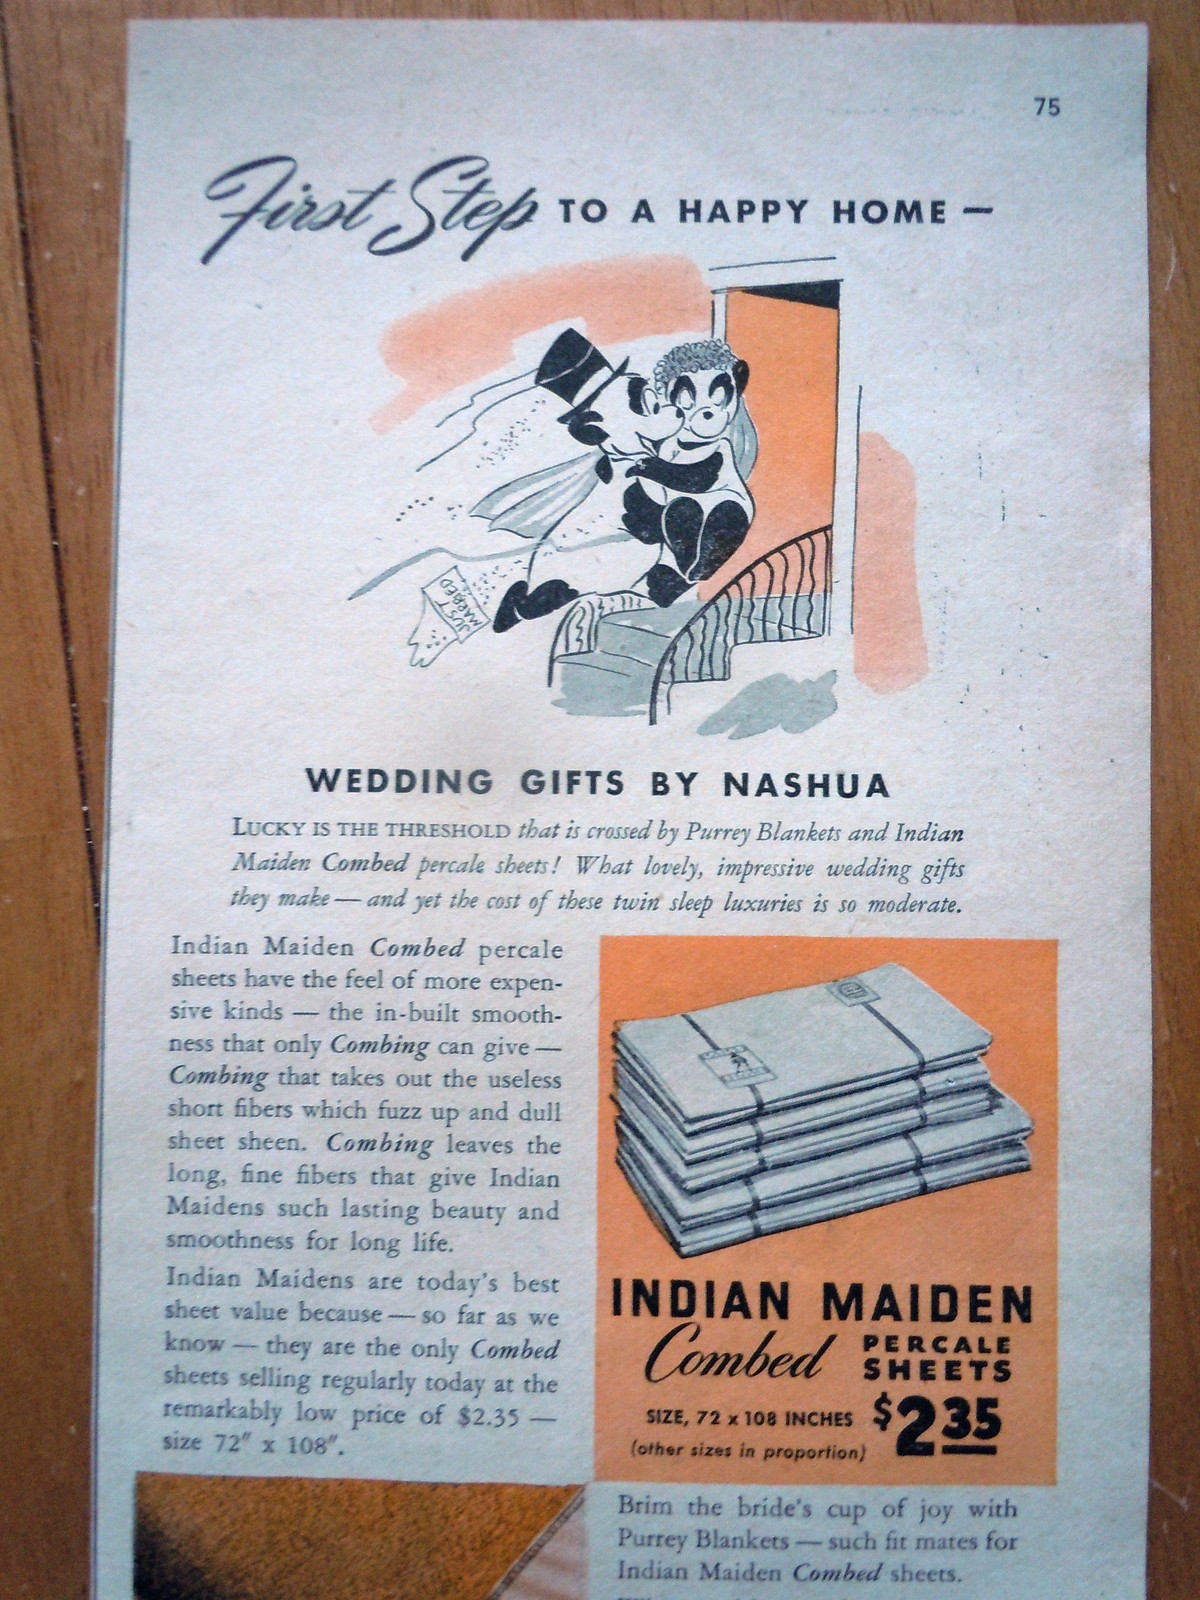 75
First Step TO A HAPPY HOME —
JUST
MARRIED
WEDDING GIFTS BY NASHUA
LUCKY IS THE THRESHOLD that is crossed by Purrey Blankets and Indian
Maiden Combed percale sheets! What lovely, impressive wedding gifts
they make — and yet the cost of these twin sleep luxuries is so moderate.
Indian Maiden Combed percale
sheets have the feel of more expen-
sive kinds — the in-built smooth-
ness that only Combing can give —
Combing that takes out the useless
short fibers which fuzz up and dull
sheet sheen. Combing leaves the
long, fine fibers that give Indian
Maidens such lasting beauty and
smoothness for long life.
Indian Maidens are today's best
sheet value because — so far as we
know — they are the only Combed
sheets selling regularly today at the
remarkably low price of $2.35 —
size 72" x 108".
INDIAN MAIDEN
Combed PERCALE
SHEETS
SIZE, 72 x 108 INCHES $2.35
(other sizes in proportion)
Brim the bride's cup of joy with
Purrey Blankets — such fit mates for
Indian Maiden Combed sheets.